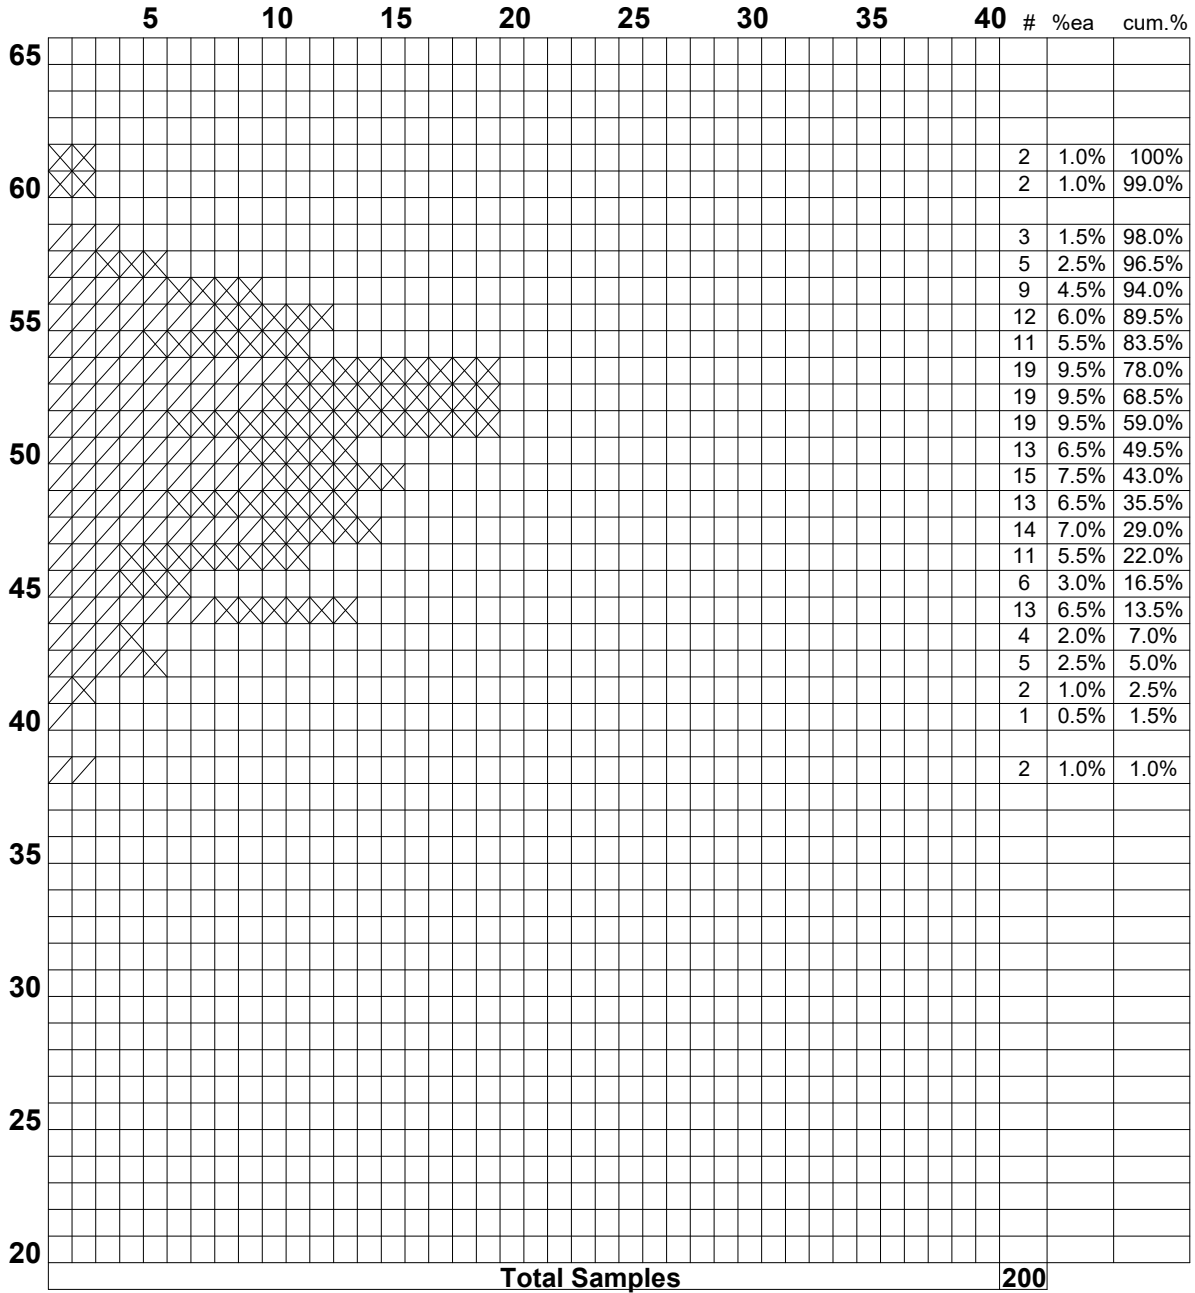 5 10 15 20 25 30 35 40 # %ea cum.%
65
2 1.0% 100%
60 2 1.0% 99.0%
3 1.5% 98.0%
5 2.5% 96.5%
9 4.5% 94.0%
55 12 6.0% 89.5%
11 5.5% 83.5%
19 9.5% 78.0%
19 9.5% 68.5%
19 9.5% 59.0%
50 13 6.5% 49.5%
15 7.5% 43.0%
13 6.5% 35.5%
14 7.0% 29.0%
11 5.5% 22.0%
45 6 3.0% 16.5%
13 6.5% 13.5%
4 2.0% 7.0%
5 2.5% 5.0%
2 1.0% 2.5%
40 1 0.5% 1.5%
2 1.0% 1.0%
35
30
25
20
Total Samples 200